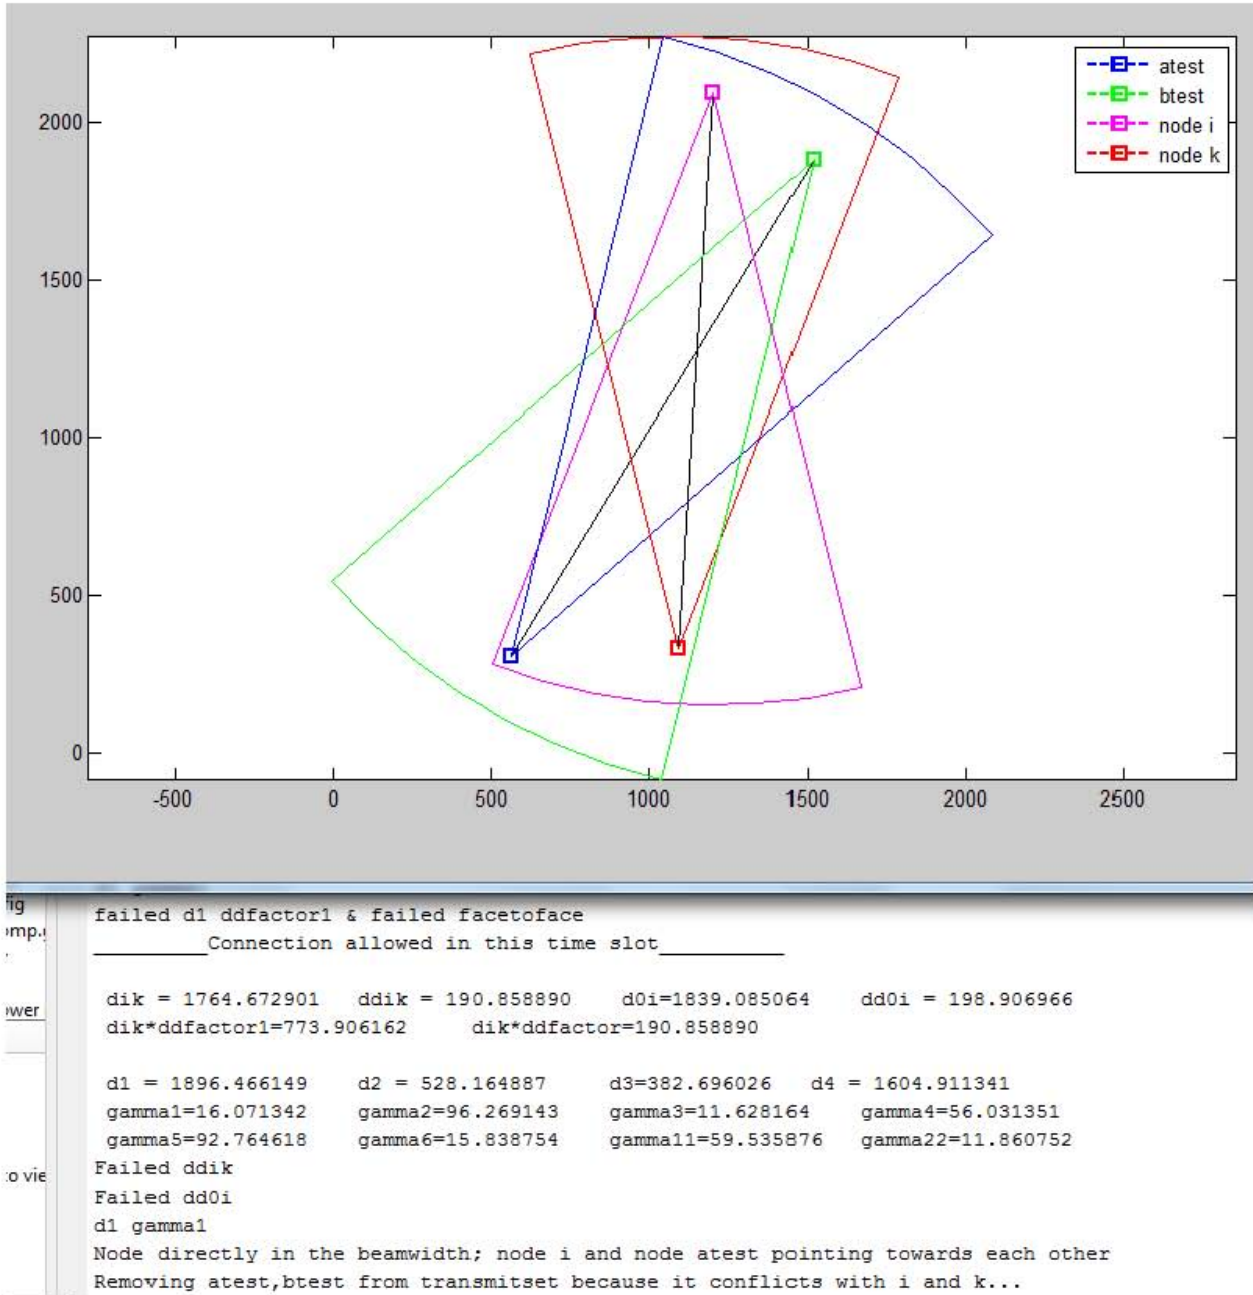 atest
btest
node i
node k
2000
1500
1000
500
0
-500 0 500 1000 1500 2000 2500
failed d1 ddfactor1 & failed facetoface
_________Connection allowed in this time slot__________
dik = 1764.672901 ddik = 190.858890 d0i=1839.085064 dd0i = 198.906966
dik*ddfactor1=773.906162 dik*ddfactor=190.858890
d1 = 1896.466149 d2 = 528.164887 d3=382.696026 d4 = 1604.911341
gamma1=16.071342 gamma2=96.269143 gamma3=11.628164 gamma4=56.031351
gamma5=92.764618 gamma6=15.838754 gamma11=59.535876 gamma22=11.860752
Failed ddik
Failed dd0i
d1 gamma1
Node directly in the beamwidth; node i and node atest pointing towards each other
Removing atest,btest from transmitset because it conflicts with i and k...